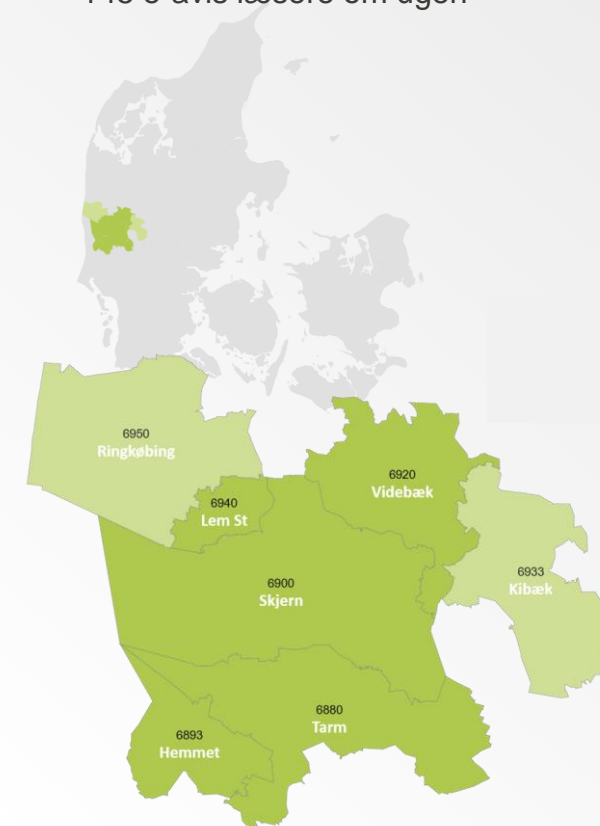 e-avis læsere om ugen
6950
Ringkøbing
6920
Videbæk
6940
Lem St
6933
Kibæk
6900
Skjern
6880
Tarm
6893
Hemmet